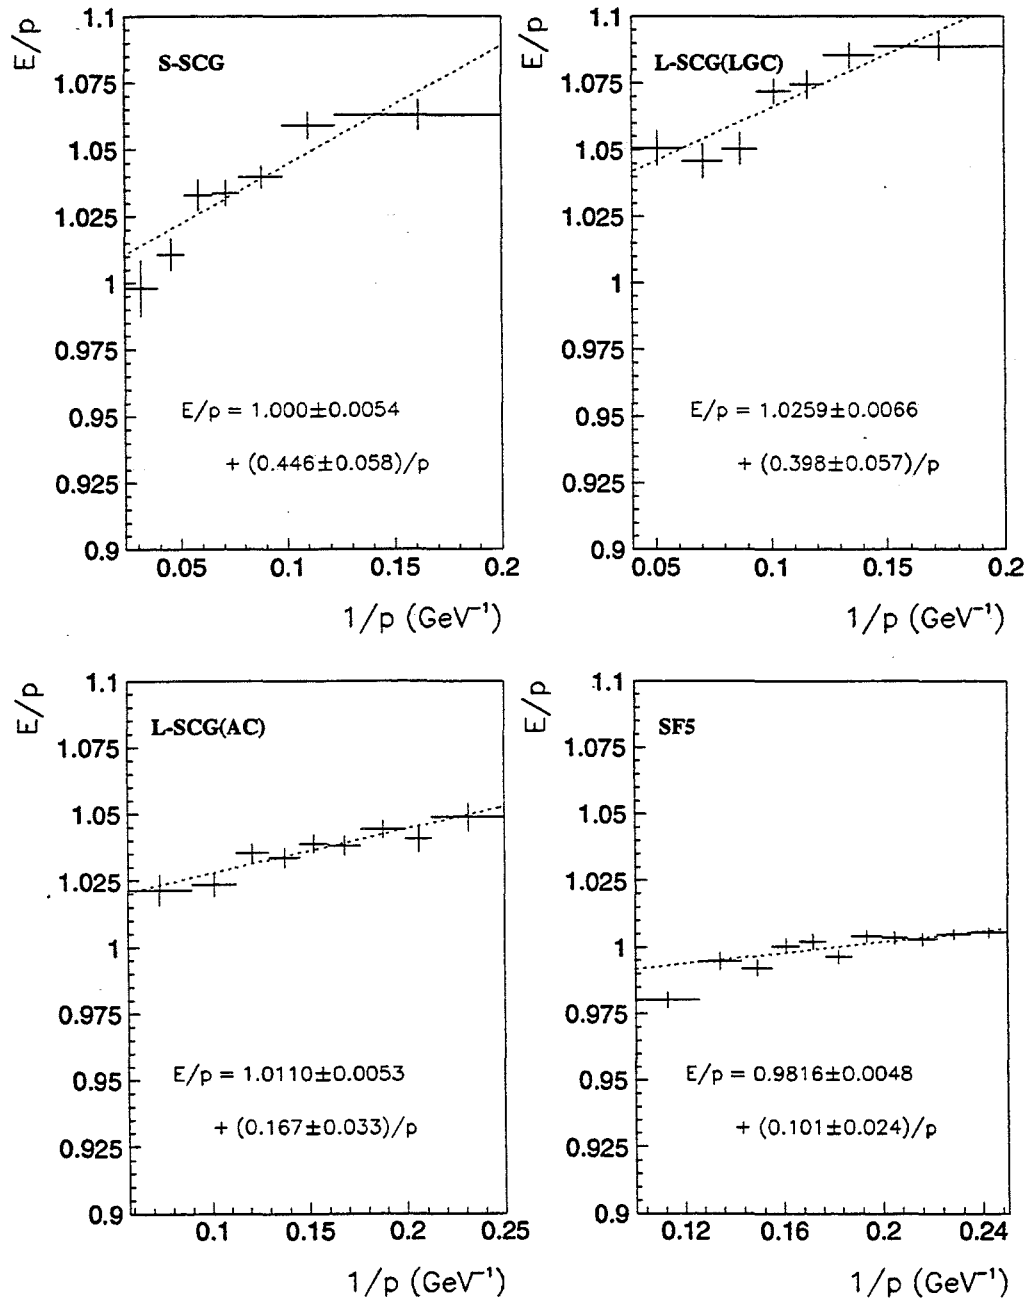 E/p
S-SCG
1.1
1.075
1.05
1.025
1
0.975
0.95
0.925
0.9
E/p = 1.000±0.0054
+ (0.446±0.058)/p
0.05
0.1
0.15
0.2
1/p (GeV⁻¹)
E/p
L-SCG(LGC)
1.1
1.075
1.05
1.025
1
0.975
0.95
0.925
0.9
E/p = 1.0259±0.0066
+ (0.398±0.057)/p
0.05
0.1
0.15
0.2
1/p (GeV⁻¹)
E/p
L-SCG(AC)
1.1
1.075
1.05
1.025
1
0.975
0.95
0.925
0.9
E/p = 1.0110±0.0053
+ (0.167±0.033)/p
0.1
0.15
0.2
0.25
1/p (GeV⁻¹)
E/p
SF5
1.1
1.075
1.05
1.025
1
0.975
0.95
0.925
0.9
E/p = 0.9816±0.0048
+ (0.101±0.024)/p
0.12
0.16
0.2
0.24
1/p (GeV⁻¹)